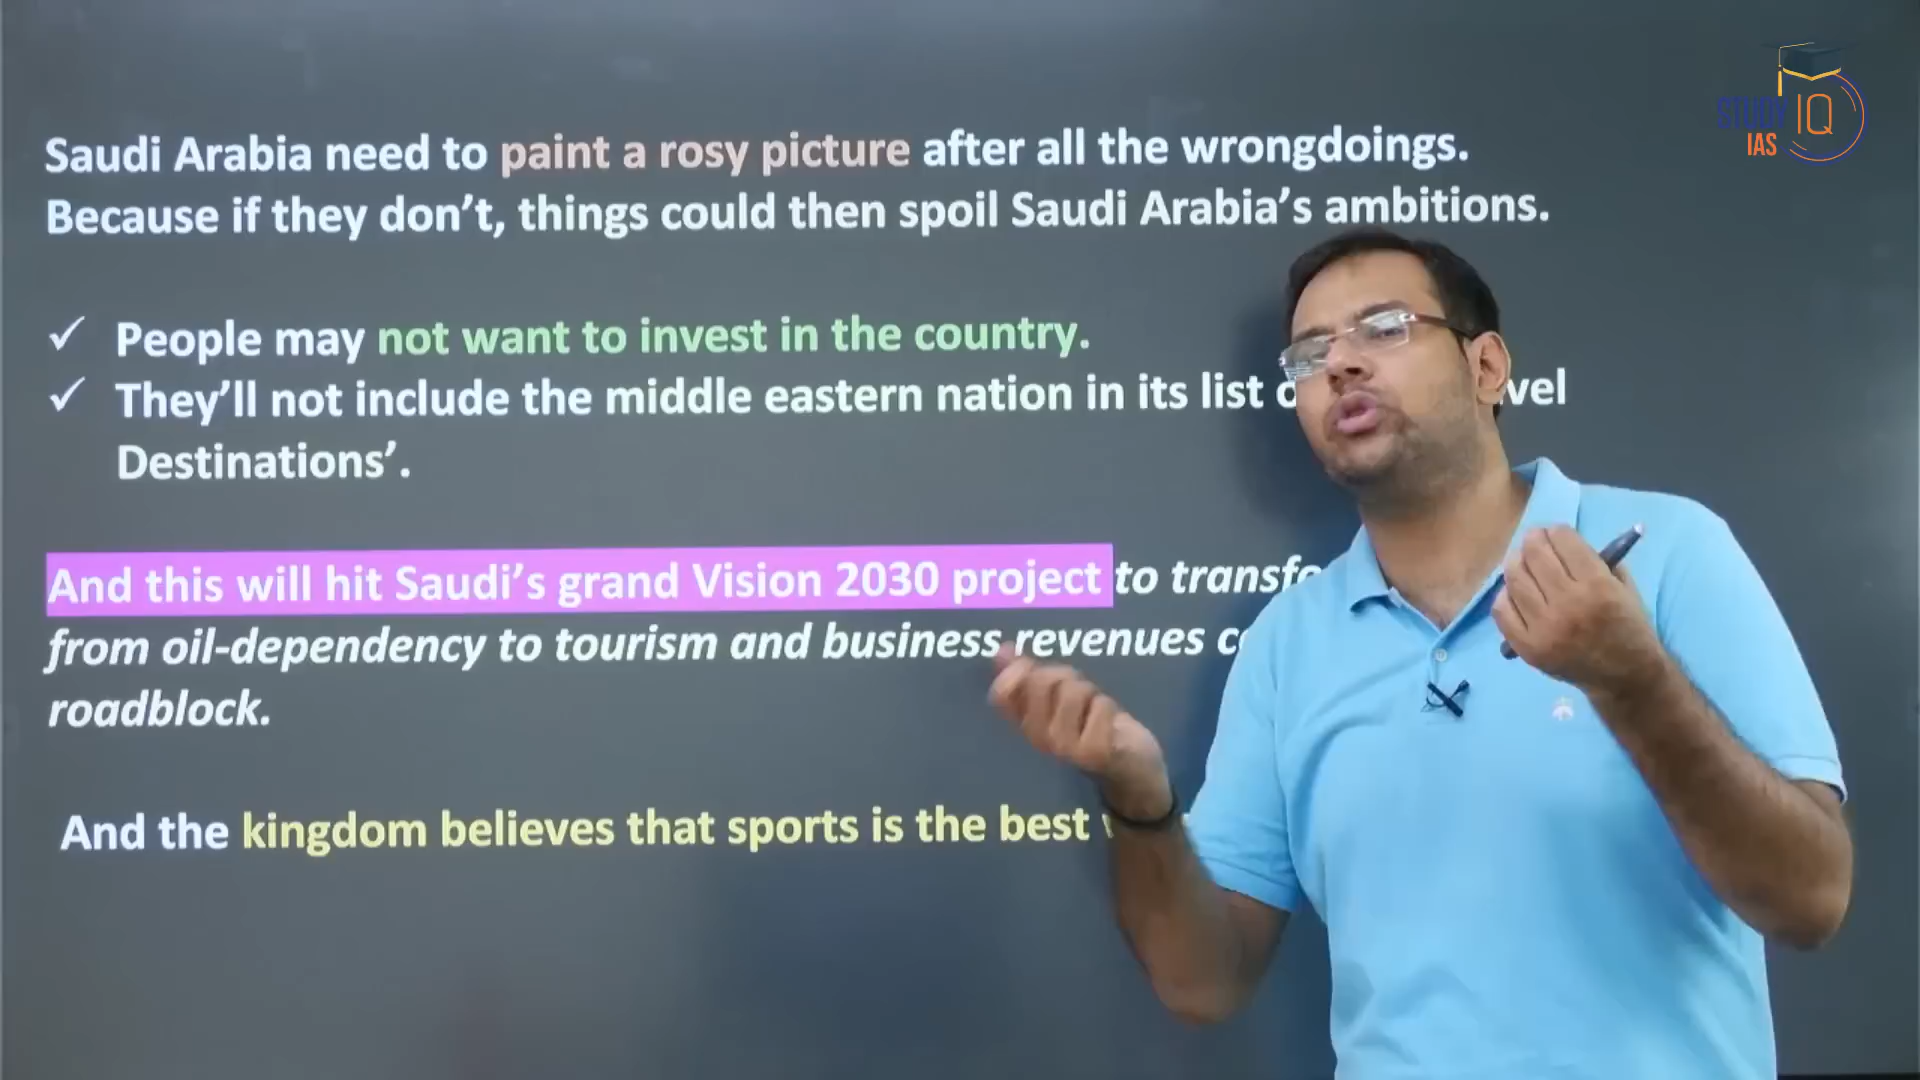 STUDY IQ
IAS
Saudi Arabia need to paint a rosy picture after all the wrongdoings.
Because if they don’t, things could then spoil Saudi Arabia’s ambitions.
✓ People may not want to invest in the country.
✓ They’ll not include the middle eastern nation in its list
Destinations’.
And this will hit Saudi’s grand Vision 2030 project to
from oil-dependency to tourism and business revenues
roadblock.
And the kingdom believes that sports is the best